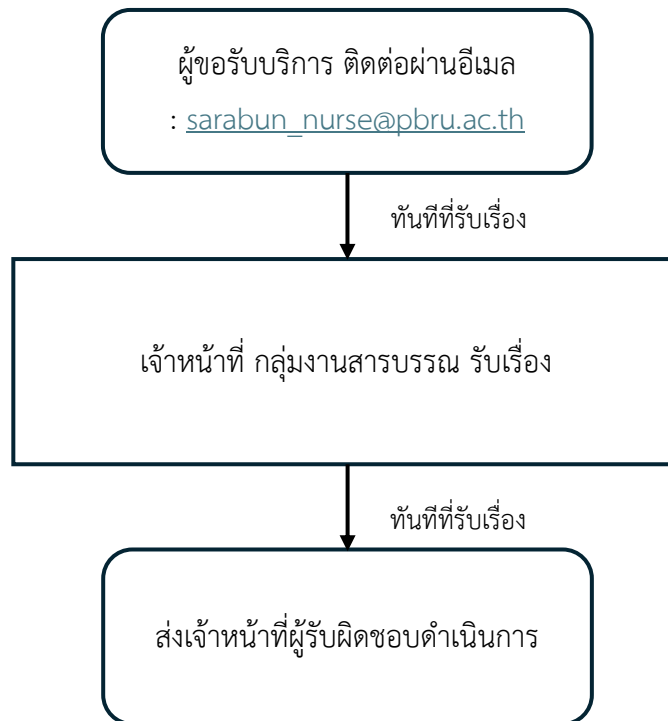 ผู้ขอรับบริการ ติดต่อผ่านอีเมล
: sarabun_nurse@pbru.ac.th
ทันทีที่รับเรื่อง
เจ้าหน้าที่ กลุ่มงานสารบรรณ รับเรื่อง
ทันทีที่รับเรื่อง
ส่งเจ้าหน้าที่ผู้รับผิดชอบดำเนินการ